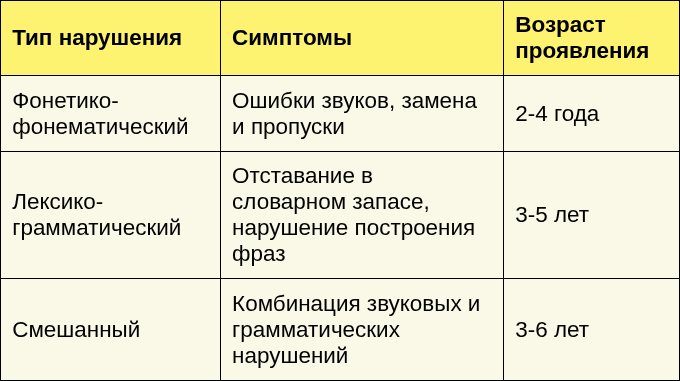 Тип нарушения
Симптомы
Возраст
проявления
Фонетико-
фонематический
Ошибки звуков, замена
и пропуски
2-4 года
Лексико-
грамматический
Отставание в
словарном запасе,
нарушение построения
фраз
3-5 лет
Смешанный
Комбинация звуковых и
грамматических
нарушений
3-6 лет